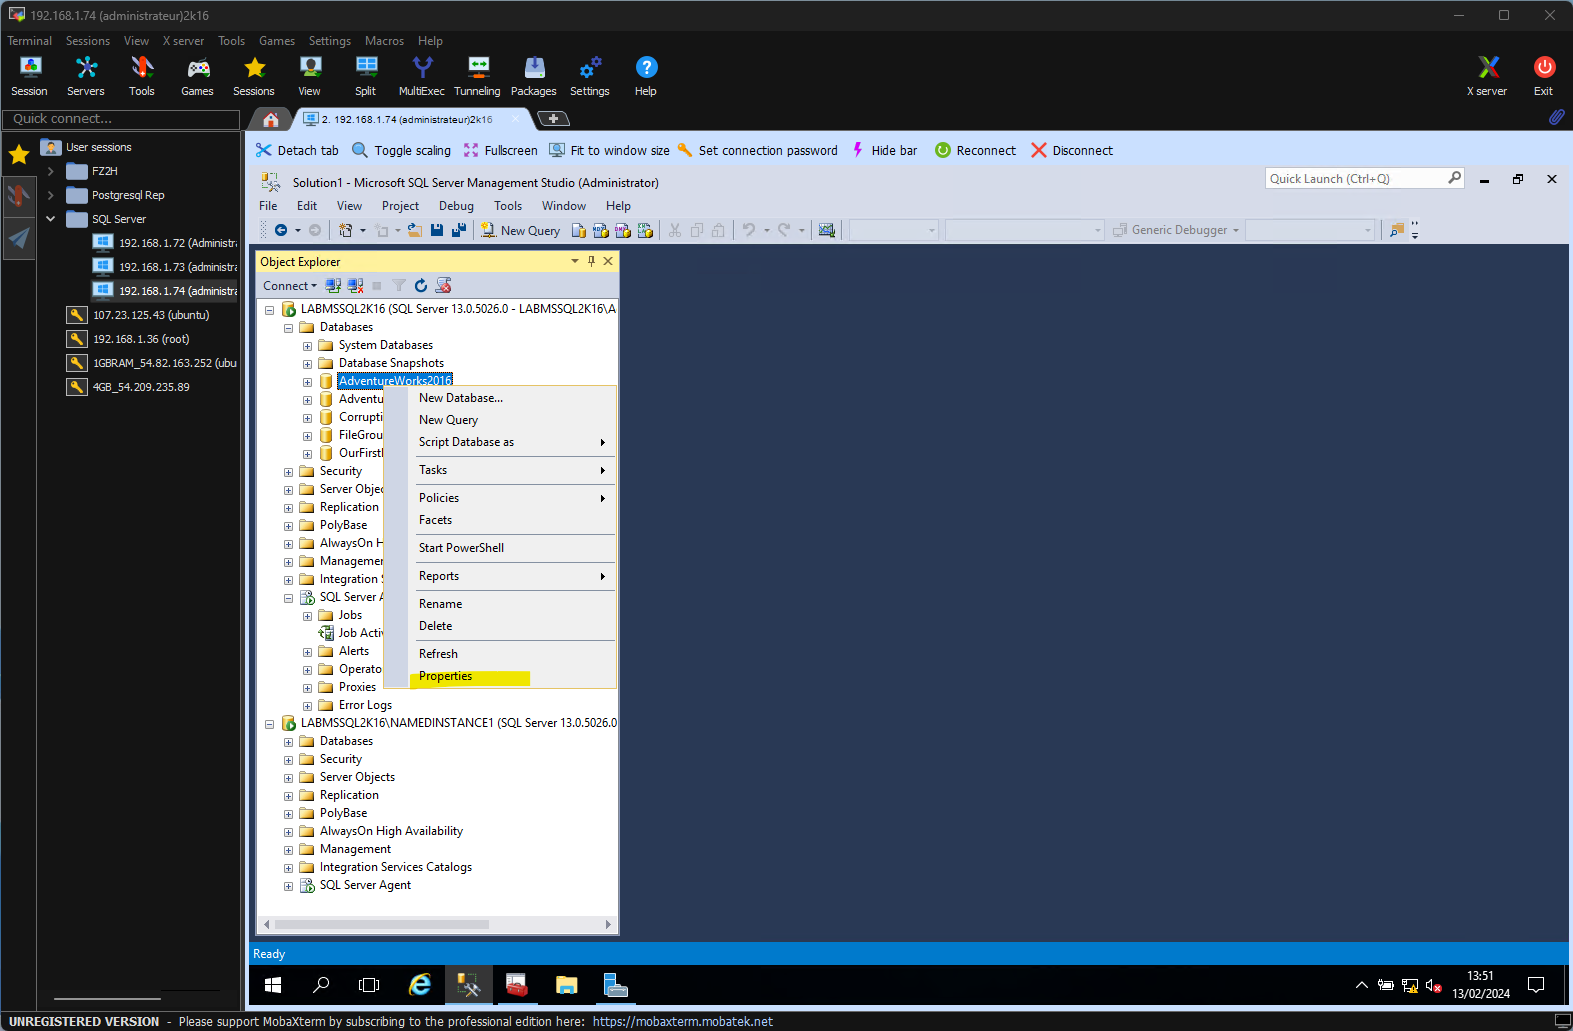 192.168.1.74 (administrateur)2k16
Terminal Sessions View X server Tools Games Settings Macros Help
Session Servers Tools Games Sessions View Split MultiExec Tunneling Packages Settings Help X server Exit
Quick connect...
2. 192.168.1.74 (administrateur)2k16
User sessions
FZ2H
Postgresql Rep
SQL Server
192.168.1.72 (Administra
192.168.1.73 (administra
192.168.1.74 (administra
107.23.125.43 (ubuntu)
192.168.1.36 (root)
1GBRAM_54.82.163.252 (ubu
4GB_54.209.235.89
Detach tab Toggle scaling Fullscreen Fit to window size Set connection password Hide bar Reconnect Disconnect
Solution1 - Microsoft SQL Server Management Studio (Administrator)
Quick Launch (Ctrl+Q)
File Edit View Project Debug Tools Window Help
New Query
Generic Debugger
Object Explorer
Connect
LABMSSQL2K16 (SQL Server 13.0.5026.0 - LABMSSQL2K16\A
Databases
System Databases
Database Snapshots
AdventureWorks2016
Adventu
Corrupti
FileGrou
OurFirstI
Security
Server Objec
Replication
PolyBase
AlwaysOn H
Managemen
Integration S
SQL Server A
Jobs
Job Activ
Alerts
Operato
Proxies
Error Logs
New Database...
New Query
Script Database as
Tasks
Policies
Facets
Start PowerShell
Reports
Rename
Delete
Refresh
Properties
LABMSSQL2K16\NAMEDINSTANCE1 (SQL Server 13.0.5026.0
Databases
Security
Server Objects
Replication
PolyBase
AlwaysOn High Availability
Management
Integration Services Catalogs
SQL Server Agent
Ready
13:51
13/02/2024
UNREGISTERED VERSION - Please support MobaXterm by subscribing to the professional edition here: https://mobaxterm.mobatek.net